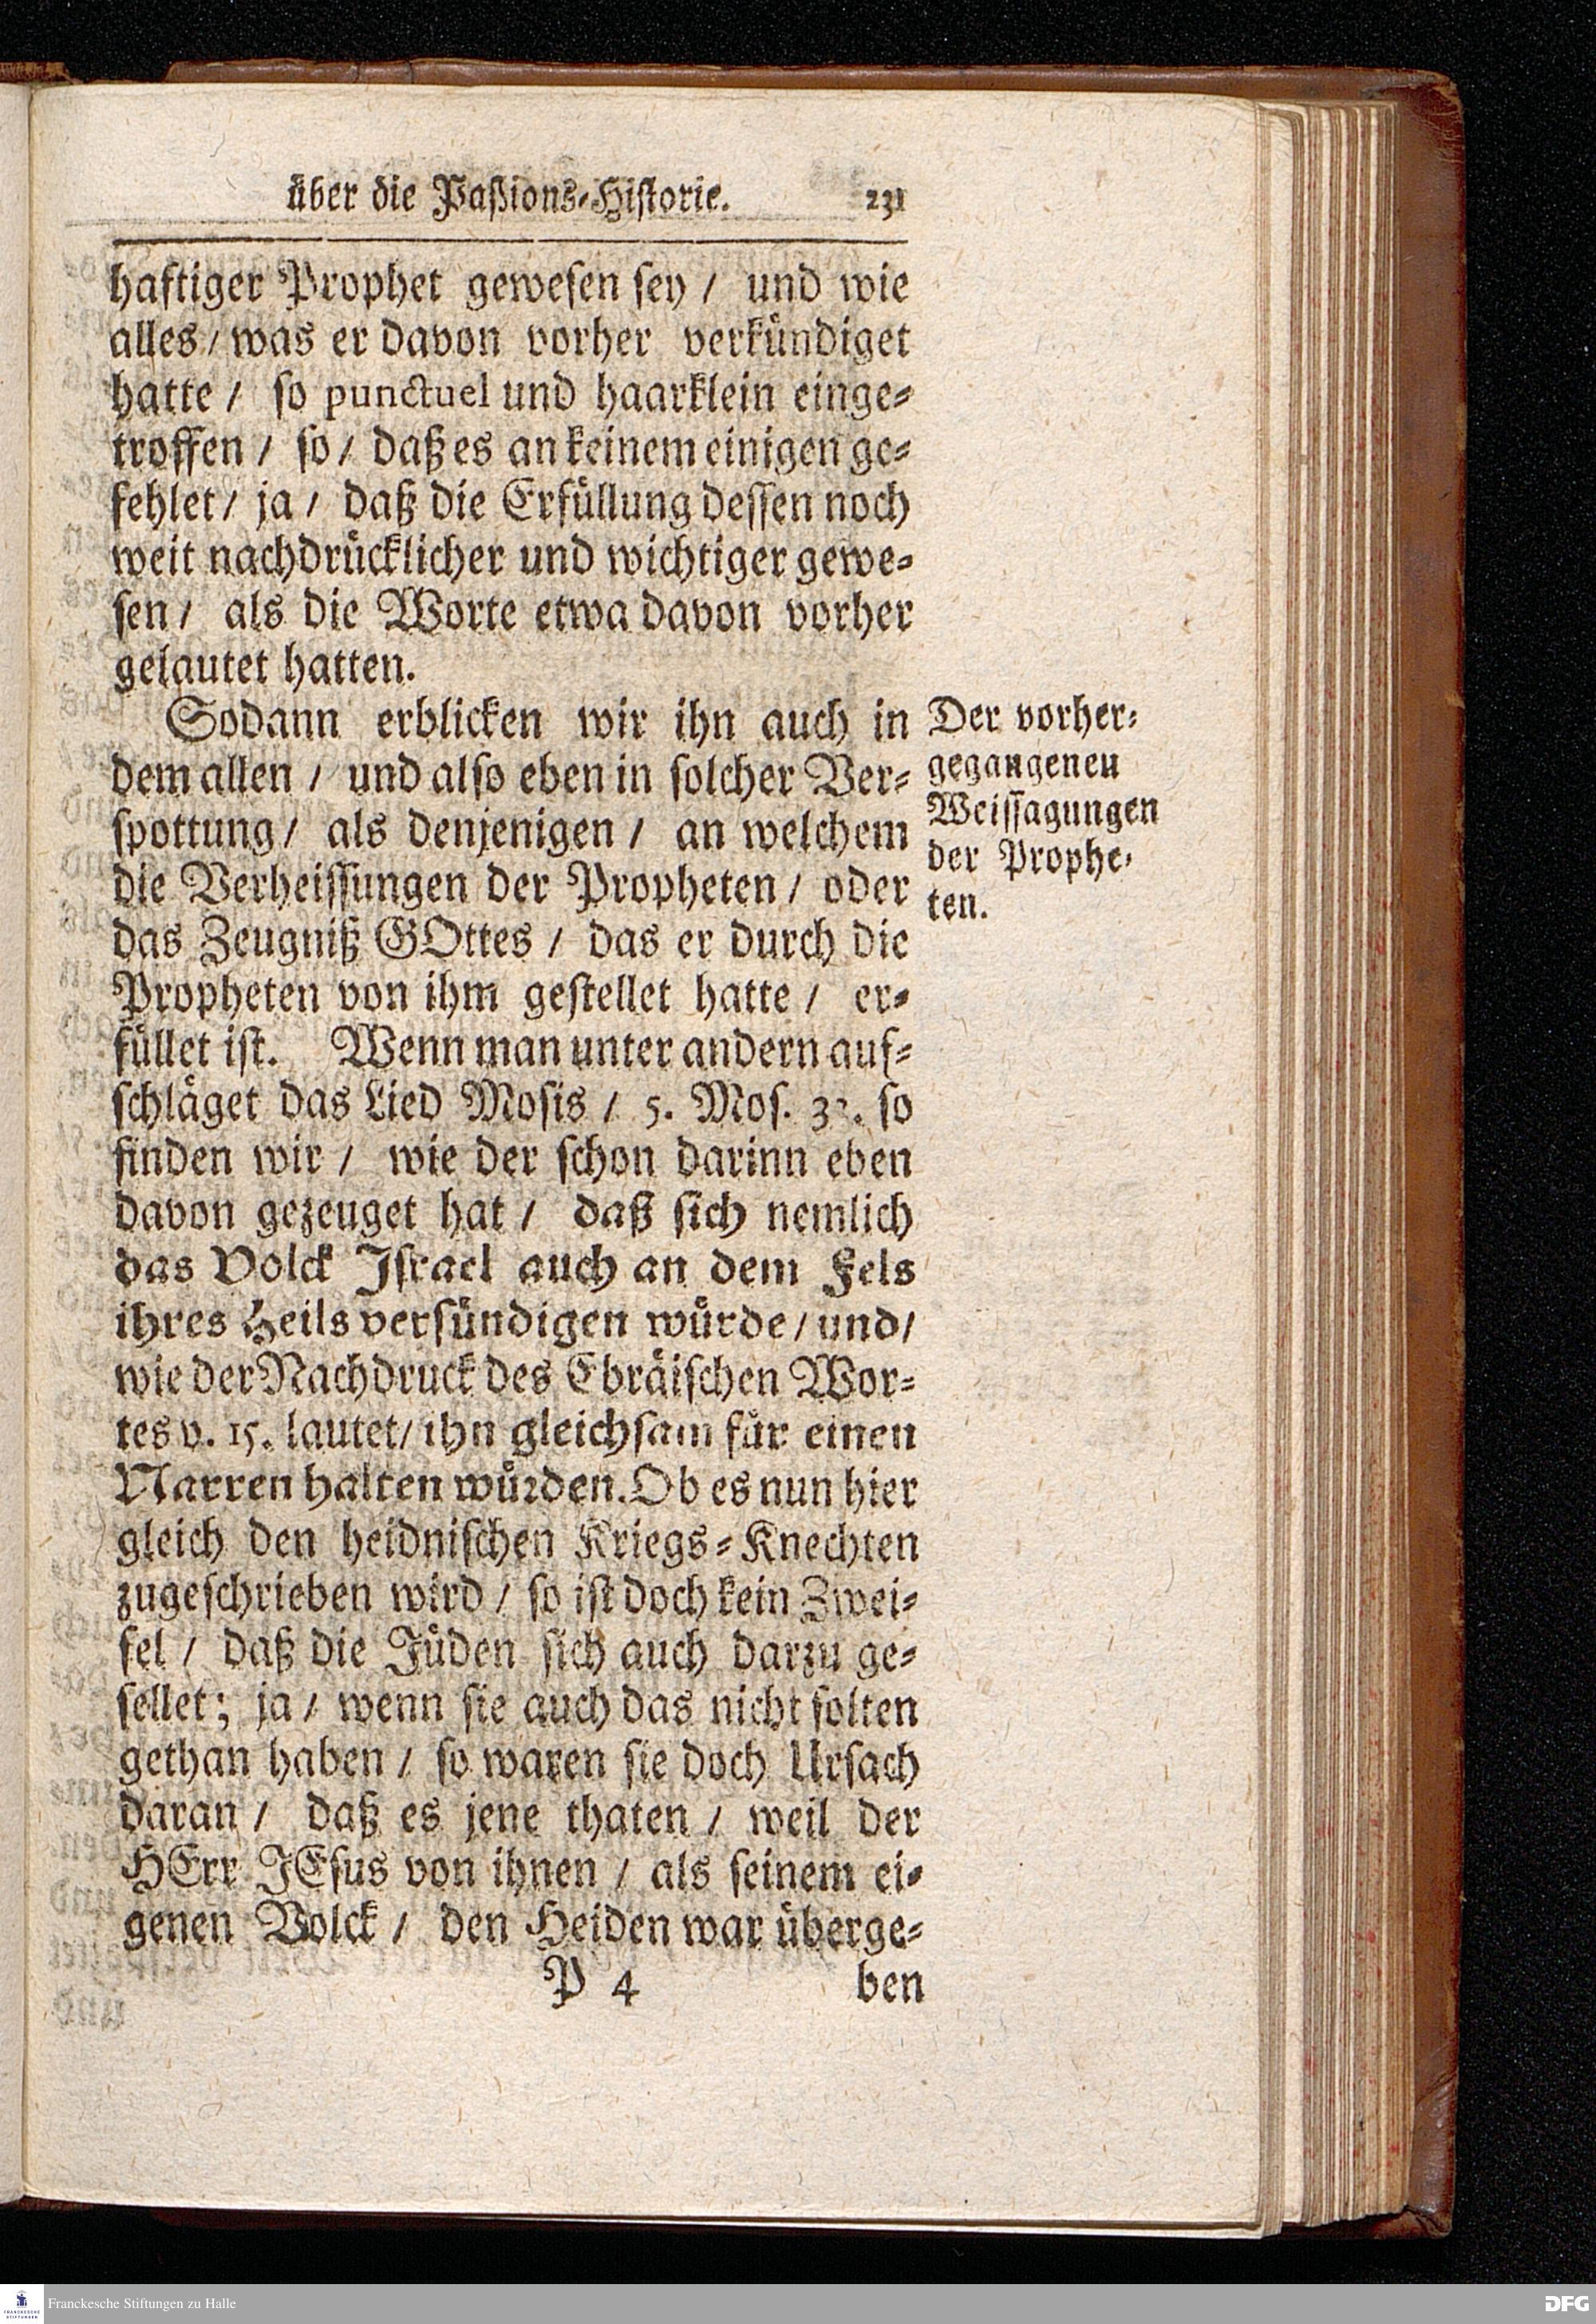 über die Paßions-Historie. 231
haftiger Prophet gewesen sey / und wie
alles / was er davon vorher verkündiget
hatte / so punctuel und haarklein einge-
troffen / so / daß es an keinem einigen ge-
fehlet / ja / daß die Erfüllung dessen noch
weit nachdrücklicher und wichtiger gewe-
sen / als die Worte etwa davon vorher
gelautet hatten.
Sodann erblicken wir ihn auch in
dem allen / und also eben in solcher Ver-
spottung / als denjenigen / an welchem
die Verheissungen der Propheten / oder
das Zeugniß GOttes / das er durch die
Propheten von ihm gestellet hatte / er-
füllet ist. Wenn man unter andern auf-
schläget das Lied Mosis / 5. Mos. 32. so
finden wir / wie der schon darinn eben
davon gezeuget hat / daß sich nemlich
das Volck Israel auch an dem Fels
ihres Heils versündigen würde / und /
wie der Nachdruck des Ebräischen Wor-
tes v. 15. lautet / ihn gleichsam für einen
Narren halten würden. Ob es nun hier
gleich den heidnischen Kriegs-Knechten
zugeschrieben wird / so ist doch kein Zwei-
fel / daß die Jüden sich auch darzu ge-
sellet; ja / wenn sie auch das nicht solten
gethan haben / so waren sie doch Ursach
daran / daß es jene thaten / weil der
HErr JEsus von ihnen / als seinem ei-
genen Volck / den Heiden war überge-
P 4 ben
Der vorher-
gegangenen
Weissagungen
der Prophe-
ten.
FRANCKESCHE
STIFTUNGEN
Franckesche Stiftungen zu Halle
DFG